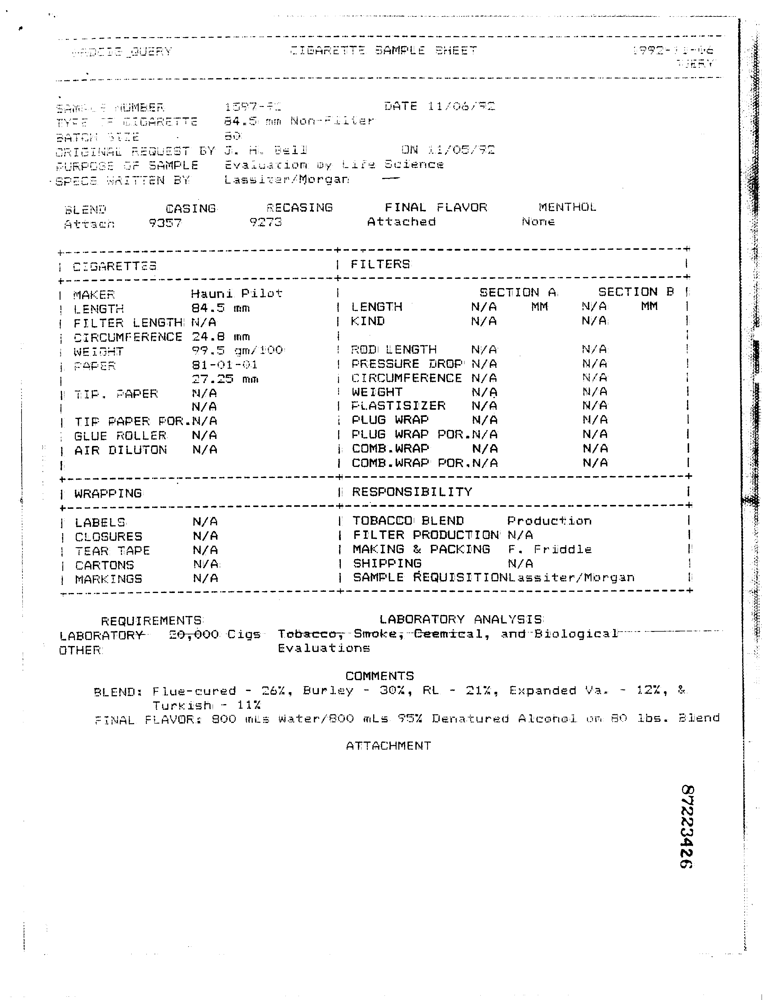 QUERY CIGARETTE SAMPLE SHEET 1992-11-06
QUERY
SAMPLE NUMBER 1597-92 DATE 11/06/92
TYPE OF CIGARETTE 84.5 mm Non-Filter
BATCH SIZE 80
ORIGINAL REQUEST BY J. H. Bell ON 11/05/92
PURPOSE OF SAMPLE Evaluation by Life Science
SPECS WRITTEN BY Lassiter/Morgan —
BLEND CASING RECASING FINAL FLAVOR MENTHOL
Attach 9357 9273 Attached None
CIGARETTES FILTERS
MAKER Hauni Pilot SECTION A SECTION B
LENGTH 84.5 mm LENGTH N/A MM N/A MM
FILTER LENGTH N/A KIND N/A N/A
CIRCUMFERENCE 24.8 mm
WEIGHT 99.5 gm/100 ROD LENGTH N/A N/A
PAPER 81-01-01 PRESSURE DROP N/A N/A
27.25 mm CIRCUMFERENCE N/A N/A
TIP. PAPER N/A WEIGHT N/A N/A
N/A PLASTISIZER N/A N/A
TIP PAPER POR.N/A PLUG WRAP N/A N/A
GLUE ROLLER N/A PLUG WRAP POR.N/A N/A
AIR DILUTON N/A COMB.WRAP N/A N/A
COMB.WRAP POR.N/A N/A
WRAPPING RESPONSIBILITY
LABELS N/A TOBACCO BLEND Production
CLOSURES N/A FILTER PRODUCTION N/A
TEAR TAPE N/A MAKING & PACKING F. Friddle
CARTONS N/A SHIPPING N/A
MARKINGS N/A SAMPLE REQUISITIONLassiter/Morgan
REQUIREMENTS LABORATORY ANALYSIS
LABORATORY 20,000 Cigs Tobacco, Smoke, Ceemical, and Biological
OTHER Evaluations
COMMENTS
BLEND: Flue-cured - 26%, Burley - 30%, RL - 21%, Expanded Va. - 12%, &
Turkish - 11%
FINAL FLAVOR: 800 mLs Water/800 mLs 95% Denatured Alcohol on 80 lbs. Blend
ATTACHMENT
87223426